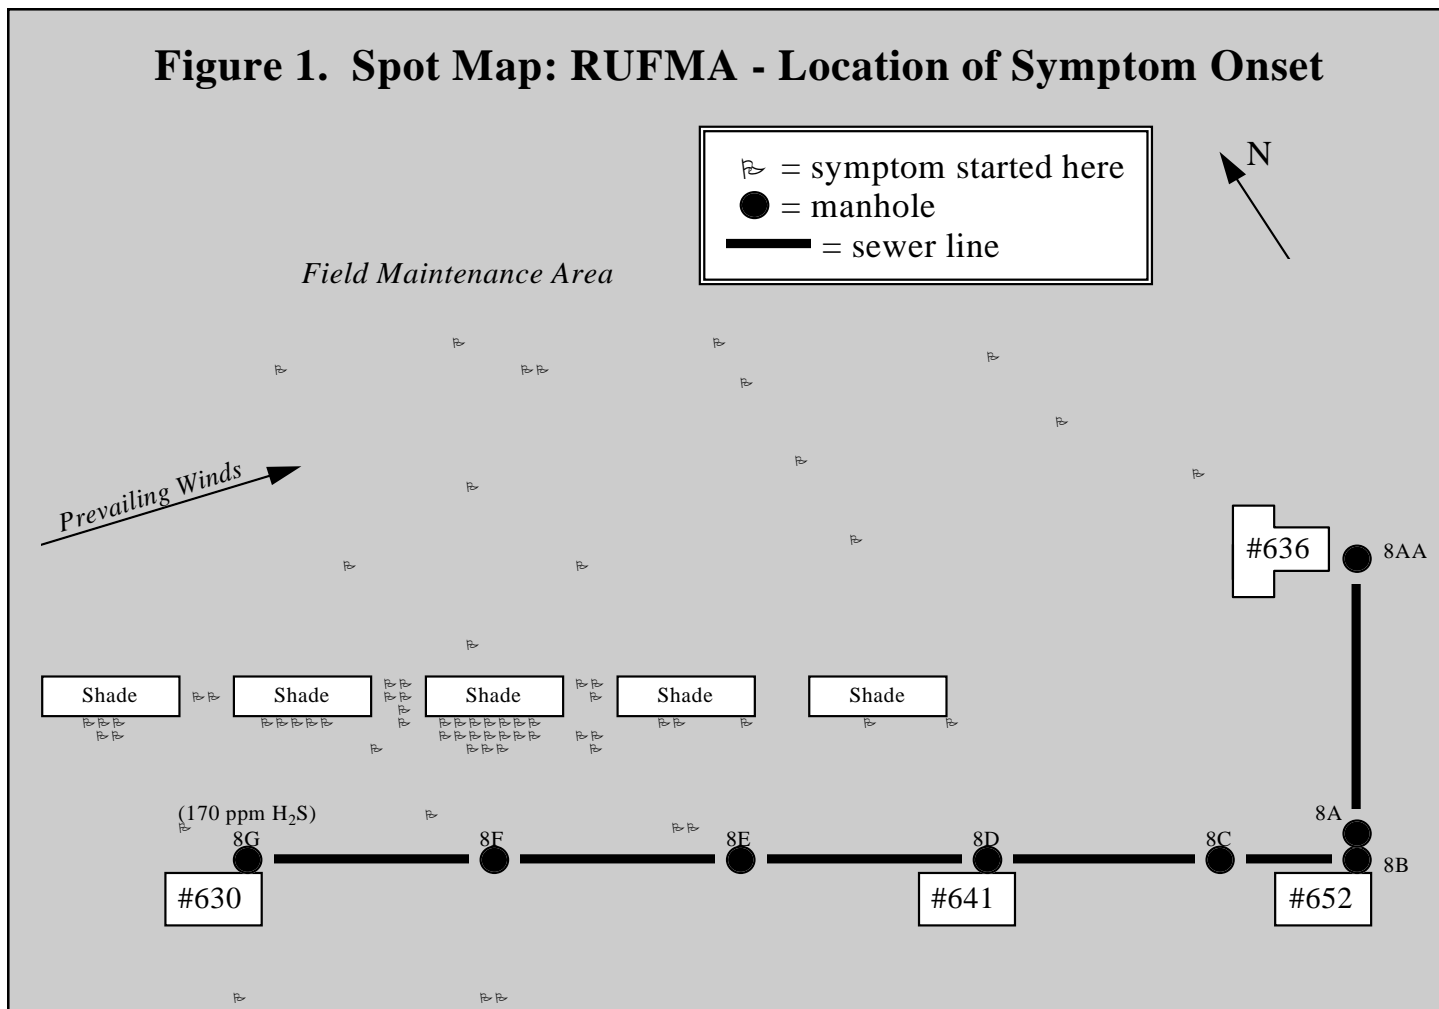 Figure 1. Spot Map: RUFMA - Location of Symptom Onset
= symptom started here
= manhole
= sewer line
N
Field Maintenance Area
Prevailing Winds
#636
8AA
Shade Shade Shade Shade Shade
(170 ppm H₂S)
8A
8G 8F 8E 8D 8C
8B
#630 #641 #652